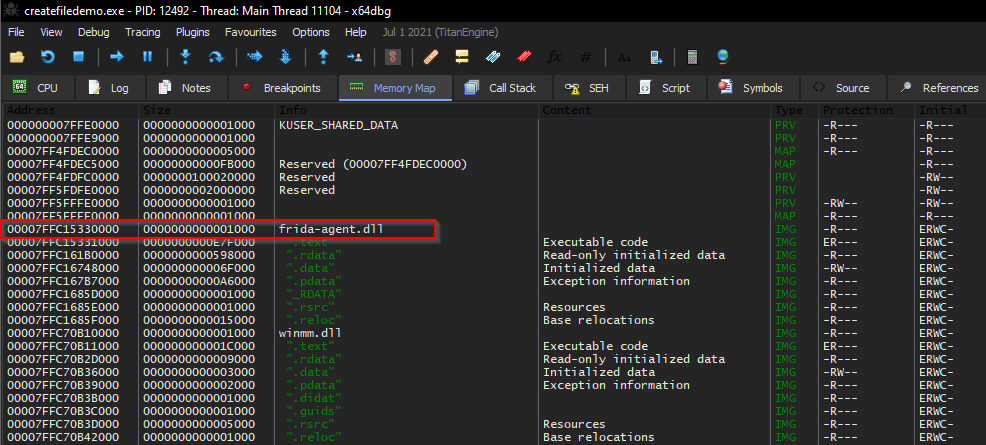 createfiledemo.exe - PID: 12492 - Thread: Main Thread 11104 - x64dbg
File View Debug Tracing Plugins Favourites Options Help Jul 1 2021 (TitanEngine)
CPU Log Notes Breakpoints Memory Map Call Stack SEH Script Symbols Source References
Address Size Info Content Type Protection Initial
000000007FFE0000 0000000000001000 KUSER_SHARED_DATA PRV -R--- -R---
000000007FFE9000 0000000000001000 PRV -R--- -R---
00007FF4FDEC0000 0000000000005000 MAP -R--- -R---
00007FF4FDEC5000 00000000000FB000 Reserved (00007FF4FDEC0000) MAP -R---
00007FF4FDFC0000 0000000100020000 Reserved PRV -RW--
00007FF5FDFE0000 0000000002000000 Reserved PRV -RW--
00007FF5FFFE0000 0000000000001000 PRV -RW-- -RW--
00007FF5FFFF0000 0000000000001000 MAP -R--- -R---
00007FFC15330000 0000000000001000 frida-agent.dll IMG -R--- ERWC-
00007FFC15331000 0000000000E7F000 ".text" Executable code IMG ER--- ERWC-
00007FFC161B0000 0000000000598000 ".rdata" Read-only initialized data IMG -R--- ERWC-
00007FFC16748000 000000000006F000 ".data" Initialized data IMG -RW-- ERWC-
00007FFC167B7000 00000000000A6000 ".pdata" Exception information IMG -R--- ERWC-
00007FFC1685D000 0000000000001000 "_RDATA" IMG -R--- ERWC-
00007FFC1685E000 0000000000001000 ".rsrc" Resources IMG -R--- ERWC-
00007FFC1685F000 0000000000015000 ".reloc" Base relocations IMG -R--- ERWC-
00007FFC70B10000 0000000000001000 winmm.dll IMG -R--- ERWC-
00007FFC70B11000 000000000001C000 ".text" Executable code IMG ER--- ERWC-
00007FFC70B2D000 0000000000009000 ".rdata" Read-only initialized data IMG -R--- ERWC-
00007FFC70B36000 0000000000003000 ".data" Initialized data IMG -RW-- ERWC-
00007FFC70B39000 0000000000002000 ".pdata" Exception information IMG -R--- ERWC-
00007FFC70B3B000 0000000000001000 ".didat" IMG -R--- ERWC-
00007FFC70B3C000 0000000000001000 ".guids" IMG -R--- ERWC-
00007FFC70B3D000 0000000000005000 ".rsrc" Resources IMG -R--- ERWC-
00007FFC70B42000 0000000000001000 ".reloc" Base relocations IMG -R--- ERWC-